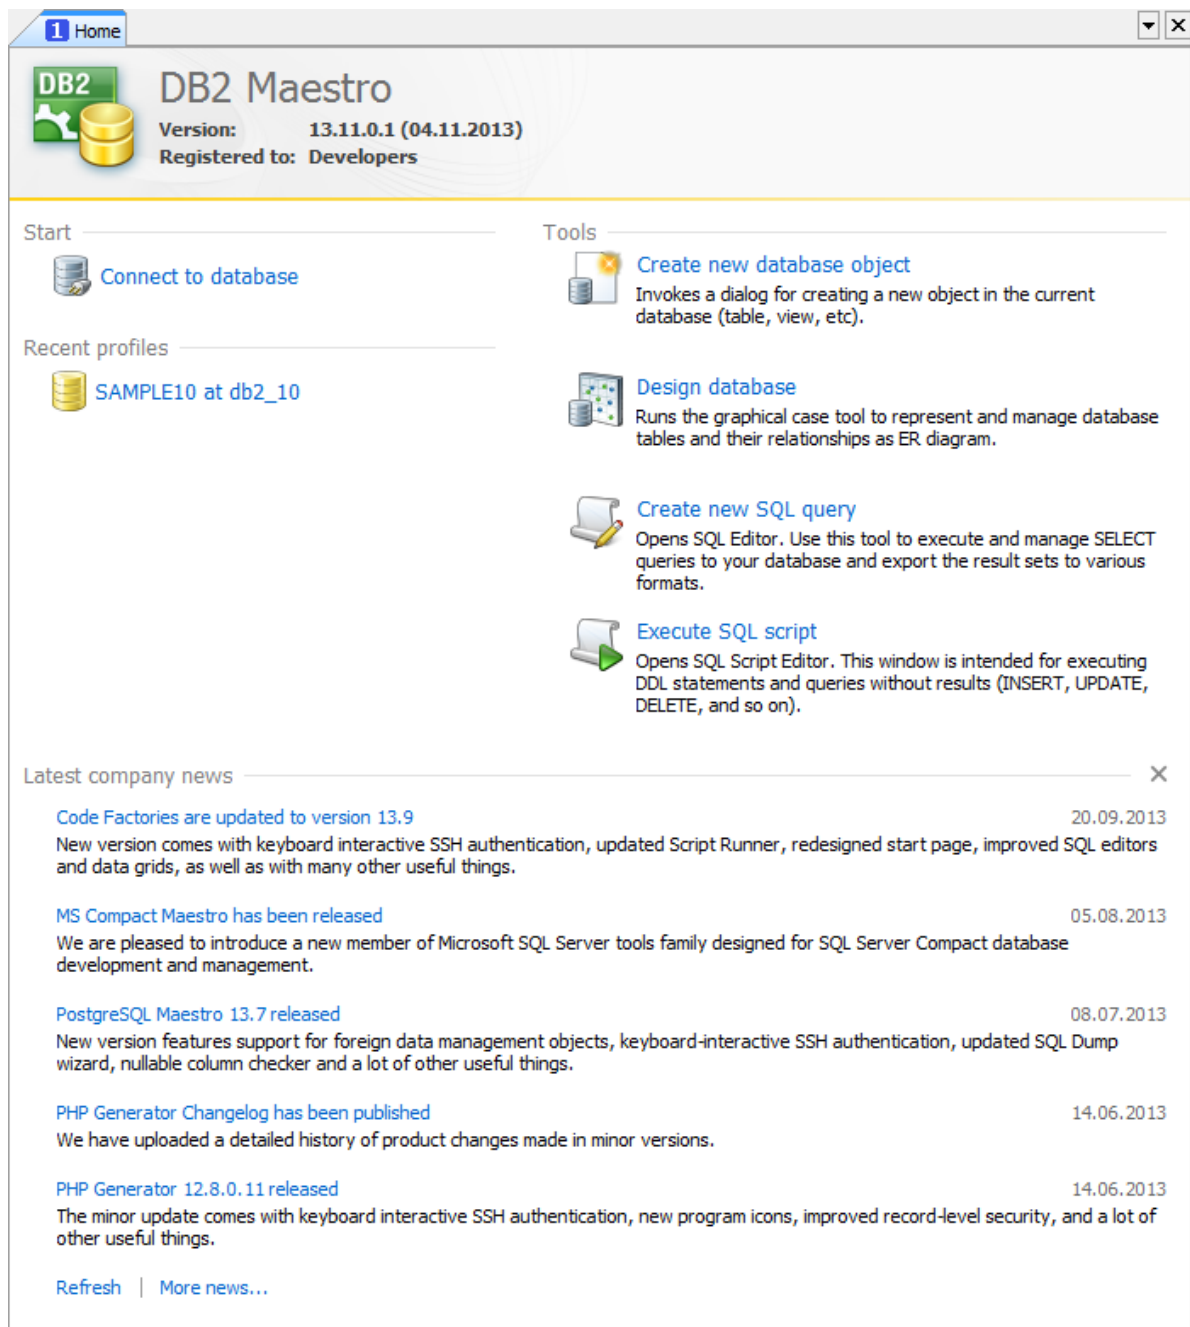 1 Home
DB2
DB2 Maestro
Version: 13.11.0.1 (04.11.2013)
Registered to: Developers
Start
Connect to database
Recent profiles
SAMPLE10 at db2_10
Tools
Create new database object
Invokes a dialog for creating a new object in the current
database (table, view, etc).
Design database
Runs the graphical case tool to represent and manage database
tables and their relationships as ER diagram.
Create new SQL query
Opens SQL Editor. Use this tool to execute and manage SELECT
queries to your database and export the result sets to various
formats.
Execute SQL script
Opens SQL Script Editor. This window is intended for executing
DDL statements and queries without results (INSERT, UPDATE,
DELETE, and so on).
Latest company news
Code Factories are updated to version 13.9 20.09.2013
New version comes with keyboard interactive SSH authentication, updated Script Runner, redesigned start page, improved SQL editors
and data grids, as well as with many other useful things.
MS Compact Maestro has been released 05.08.2013
We are pleased to introduce a new member of Microsoft SQL Server tools family designed for SQL Server Compact database
development and management.
PostgreSQL Maestro 13.7 released 08.07.2013
New version features support for foreign data management objects, keyboard-interactive SSH authentication, updated SQL Dump
wizard, nullable column checker and a lot of other useful things.
PHP Generator Changelog has been published 14.06.2013
We have uploaded a detailed history of product changes made in minor versions.
PHP Generator 12.8.0.11 released 14.06.2013
The minor update comes with keyboard interactive SSH authentication, new program icons, improved record-level security, and a lot of
other useful things.
Refresh | More news...